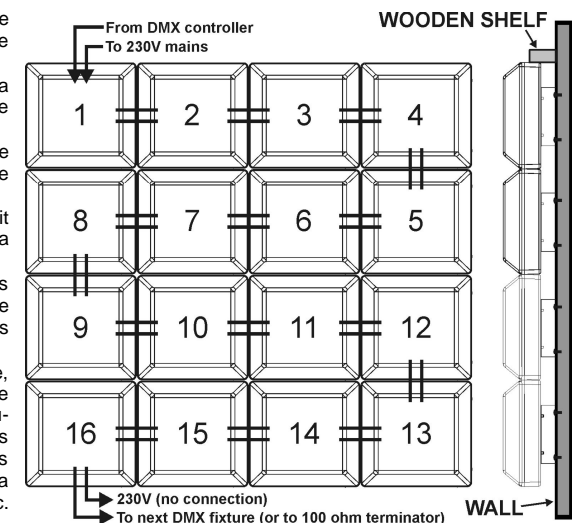 e
e
a
e
e
e
it
a
s
e
s
e,
e
u-
s
s
a
c.
From DMX controller
To 230V mains
WOODEN SHELF
1 2 3 4
8 7 6 5
9 10 11 12
16 15 14 13
230V (no connection)
To next DMX fixture (or to 100 ohm terminator)
WALL